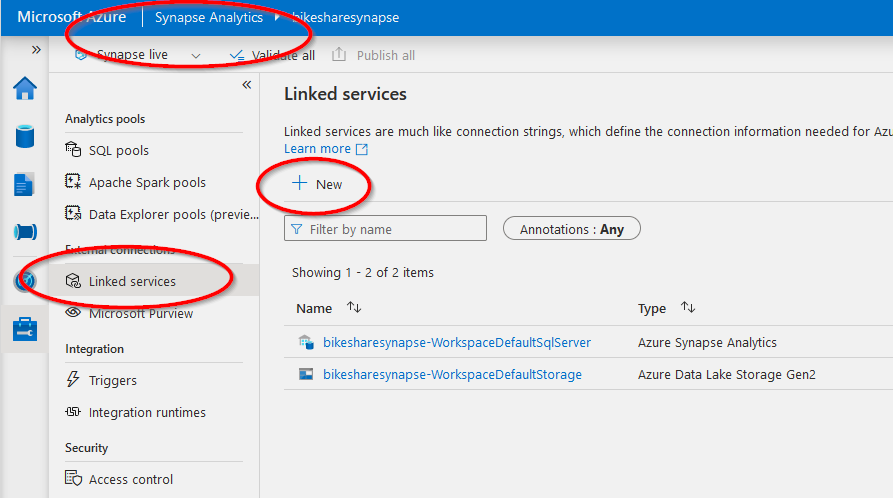 Microsoft Azure Synapse Analytics bikesharesynapse
Synapse live Validate all Publish all
Analytics pools
SQL pools
Apache Spark pools
Data Explorer pools (previe...
External connections
Linked services
Microsoft Purview
Integration
Triggers
Integration runtimes
Security
Access control
Linked services
Linked services are much like connection strings, which define the connection information needed for Azu
Learn more
New
Filter by name
Annotations : Any
Showing 1 - 2 of 2 items
Name Type
bikesharesynapse-WorkspaceDefaultSqlServer Azure Synapse Analytics
bikesharesynapse-WorkspaceDefaultStorage Azure Data Lake Storage Gen2